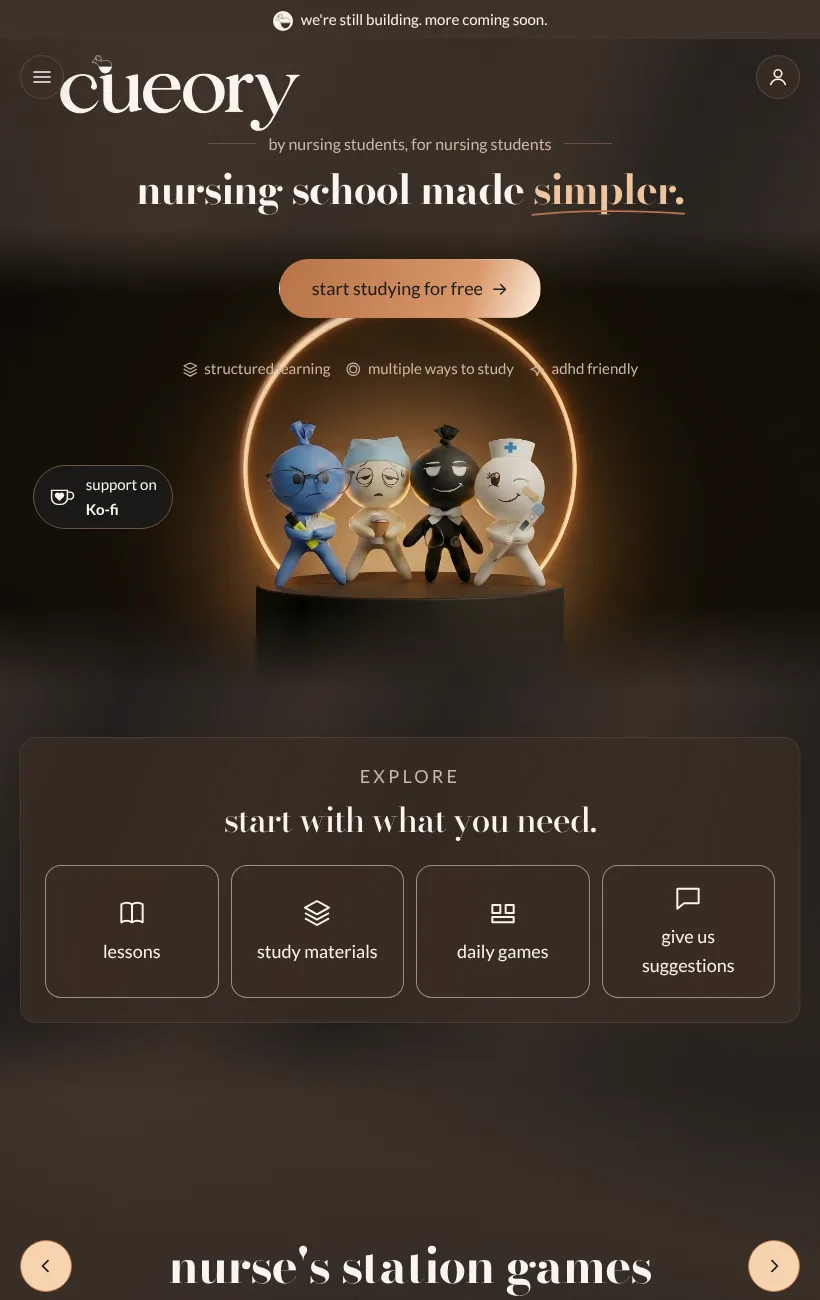 we're still building. more coming soon.
cueory
by nursing students, for nursing students
nursing school made simpler.
start studying for free →
structured learning
multiple ways to study
adhd friendly
support on
Ko-fi
EXPLORE
start with what you need.
lessons
study materials
daily games
give us
suggestions
nurse's station games